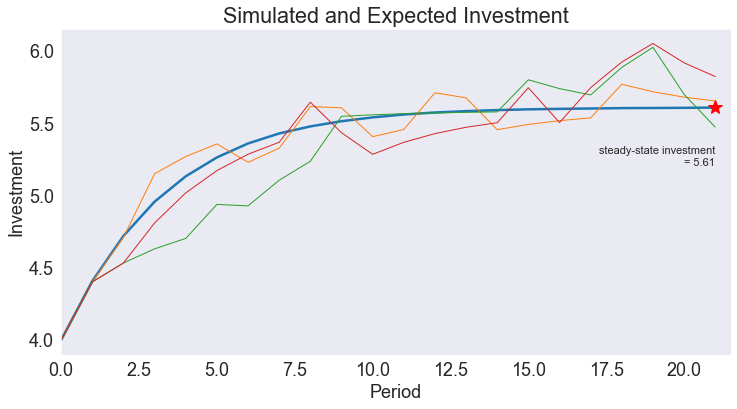 Simulated and Expected Investment
Investment
6.0
5.5
5.0
4.5
4.0
steady-state investment
= 5.61
0.0 2.5 5.0 7.5 10.0 12.5 15.0 17.5 20.0
Period